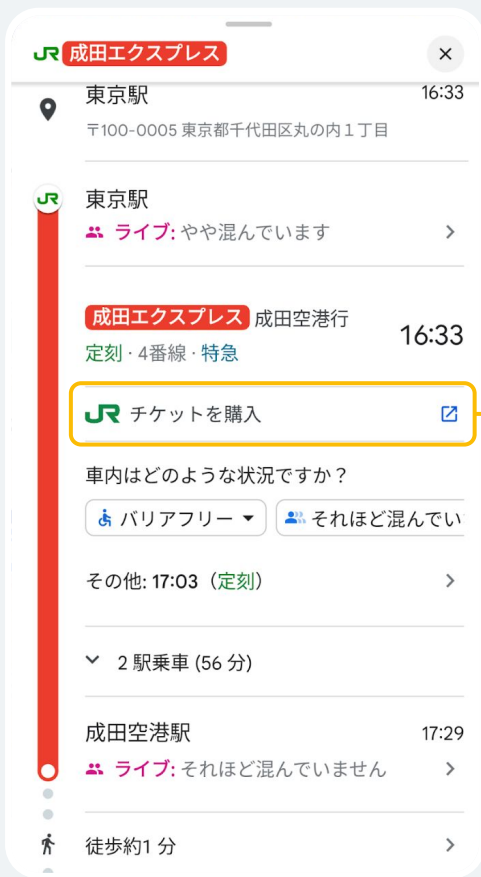 JR 成田エクスプレス
東京駅 16:33
〒100-0005 東京都千代田区丸の内1丁目
JR 東京駅
ライブ: やや混んでいます
成田エクスプレス 成田空港行 16:33
定刻・4番線・特急
JR チケットを購入
車内はどのような状況ですか？
バリアフリー それほど混んでい
その他: 17:03（定刻）
2 駅乗車 (56 分)
成田空港駅 17:29
ライブ: それほど混んでいません
徒歩約1 分